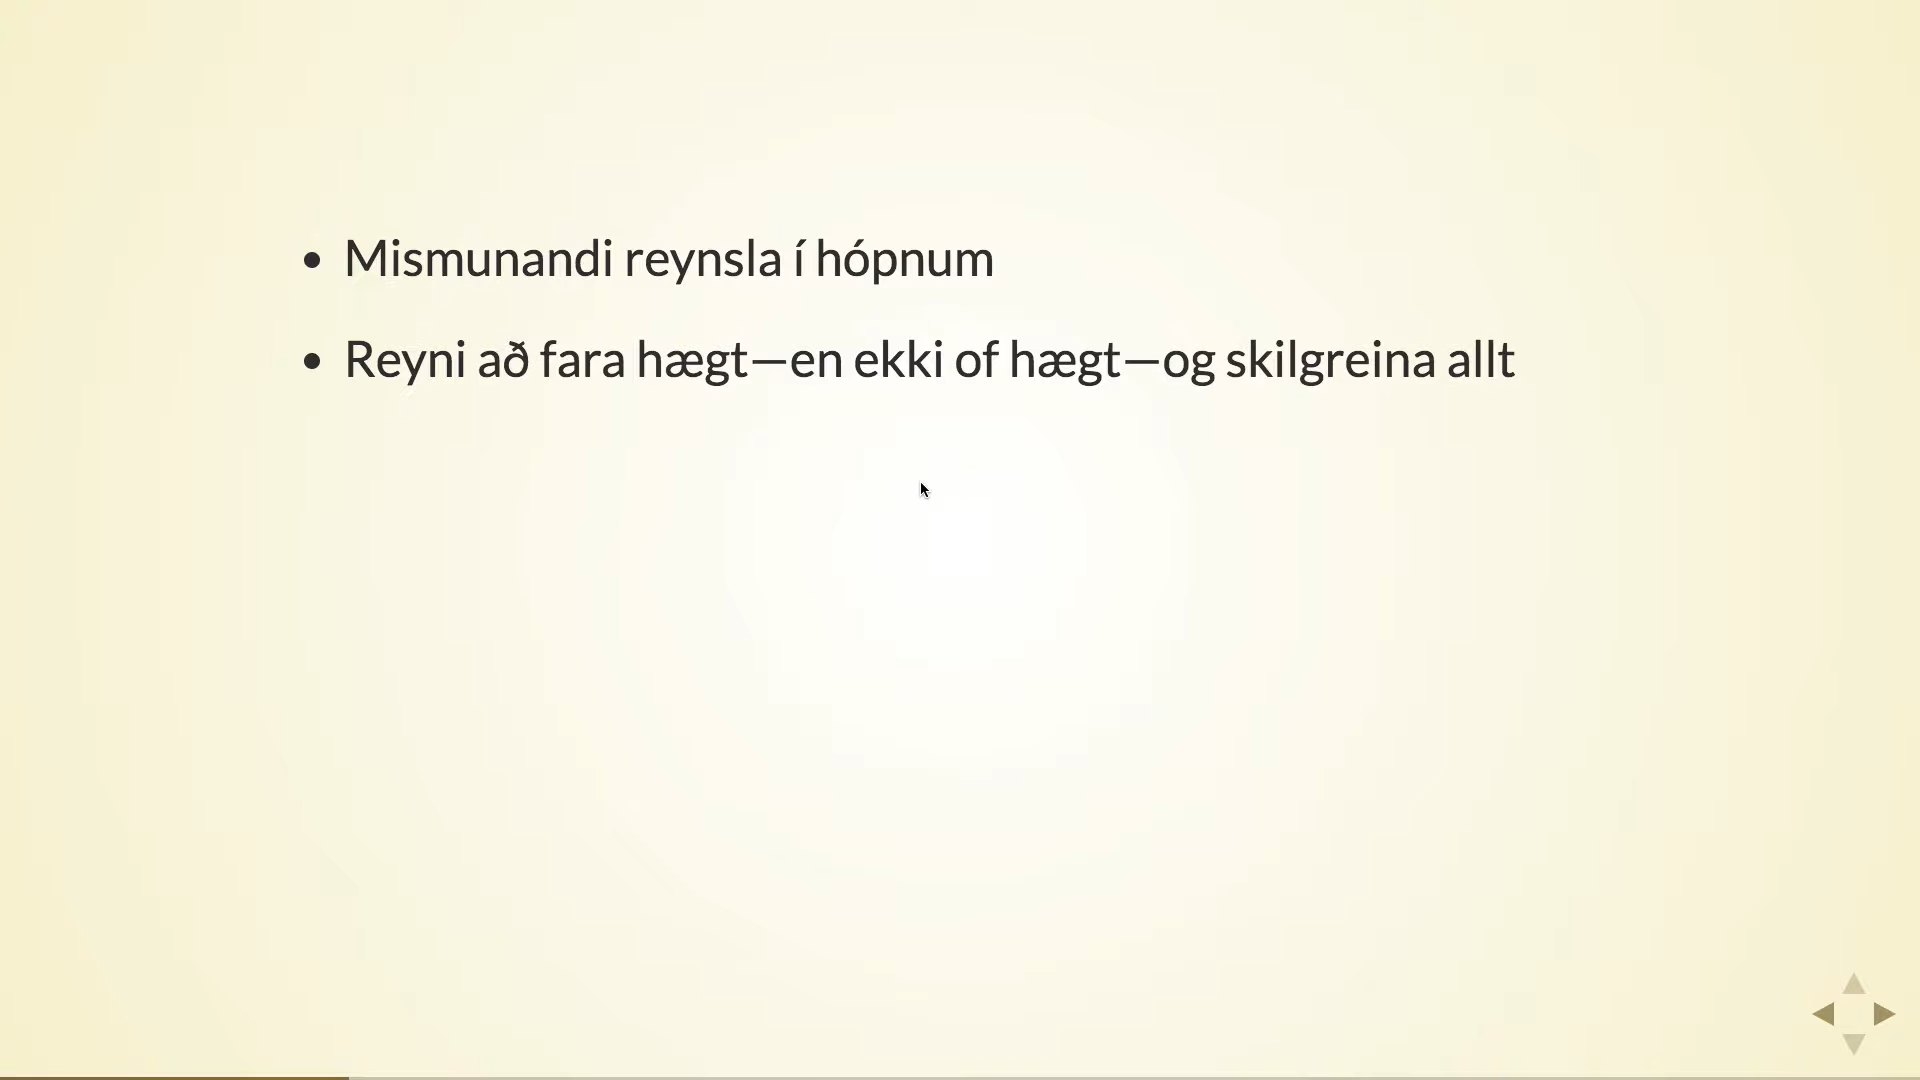 Mismunandi reynsla í hópnum
Reyni að fara hægt—en ekki of hægt—og skilgreina allt